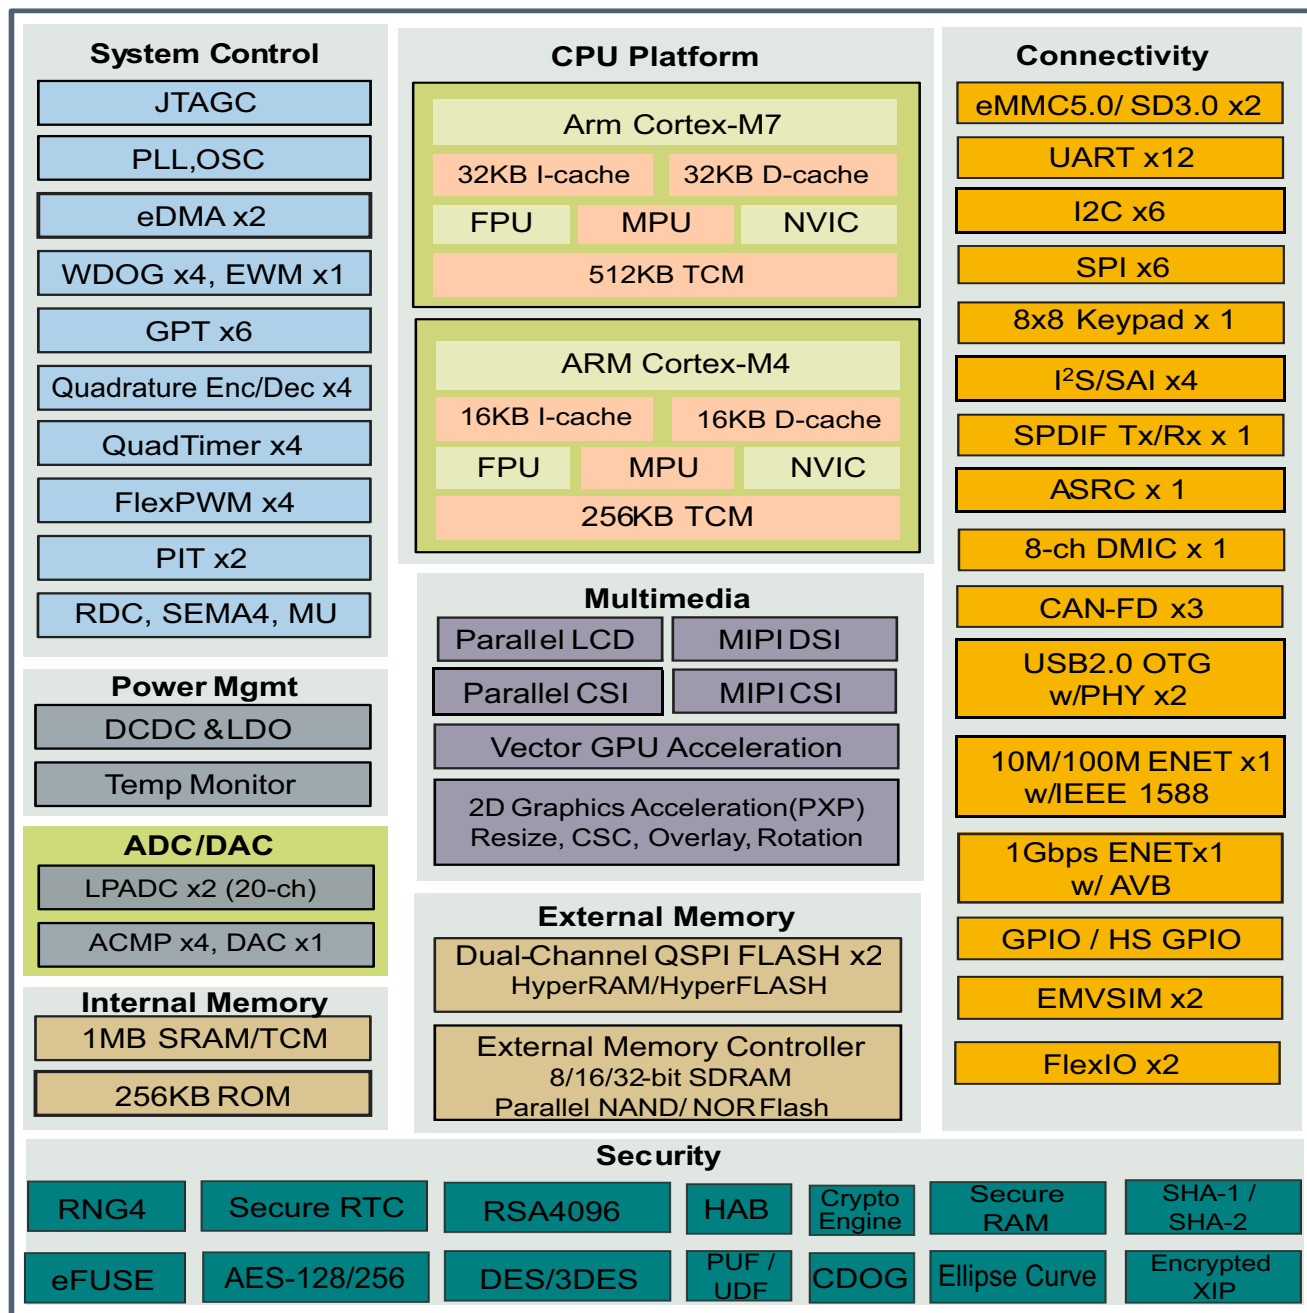 System Control
JTAGC
PLL,OSC
eDMA x2
WDOG x4, EWM x1
GPT x6
Quadrature Enc/Dec x4
QuadTimer x4
FlexPWM x4
PIT x2
RDC, SEMA4, MU
Power Mgmt
DCDC &LDO
Temp Monitor
ADC/DAC
LPADC x2 (20-ch)
ACMP x4, DAC x1
Internal Memory
1MB SRAM/TCM
256KB ROM
CPU Platform
Arm Cortex-M7
32KB I-cache
32KB D-cache
FPU
MPU
NVIC
512KB TCM
ARM Cortex-M4
16KB I-cache
16KB D-cache
FPU
MPU
NVIC
256KB TCM
Multimedia
Parallel LCD
MIPI DSI
Parallel CSI
MIPI CSI
Vector GPU Acceleration
2D Graphics Acceleration(PXP)
Resize, CSC, Overlay, Rotation
External Memory
Dual-Channel QSPI FLASH x2
HyperRAM/HyperFLASH
External Memory Controller
8/16/32-bit SDRAM
Parallel NAND/ NOR Flash
Connectivity
eMMC5.0/ SD3.0 x2
UART x12
I2C x6
SPI x6
8x8 Keypad x 1
I²S/SAI x4
SPDIF Tx/Rx x 1
ASRC x 1
8-ch DMIC x 1
CAN-FD x3
USB2.0 OTG
w/PHY x2
10M/100M ENET x1
w/IEEE 1588
1Gbps ENETx1
w/ AVB
GPIO / HS GPIO
EMVSIM x2
FlexIO x2
Security
RNG4
Secure RTC
RSA4096
HAB
Crypto
Engine
Secure
RAM
SHA-1 /
SHA-2
eFUSE
AES-128/256
DES/3DES
PUF /
UDF
CDOG
Ellipse Curve
Encrypted
XIP